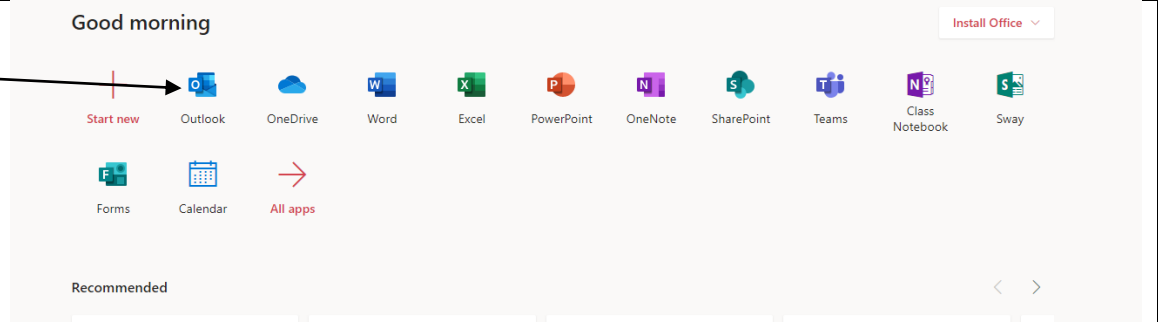 Good morning
Install Office
Start new
Outlook
OneDrive
Word
Excel
PowerPoint
OneNote
SharePoint
Teams
Class
Notebook
Sway
Forms
Calendar
All apps
Recommended